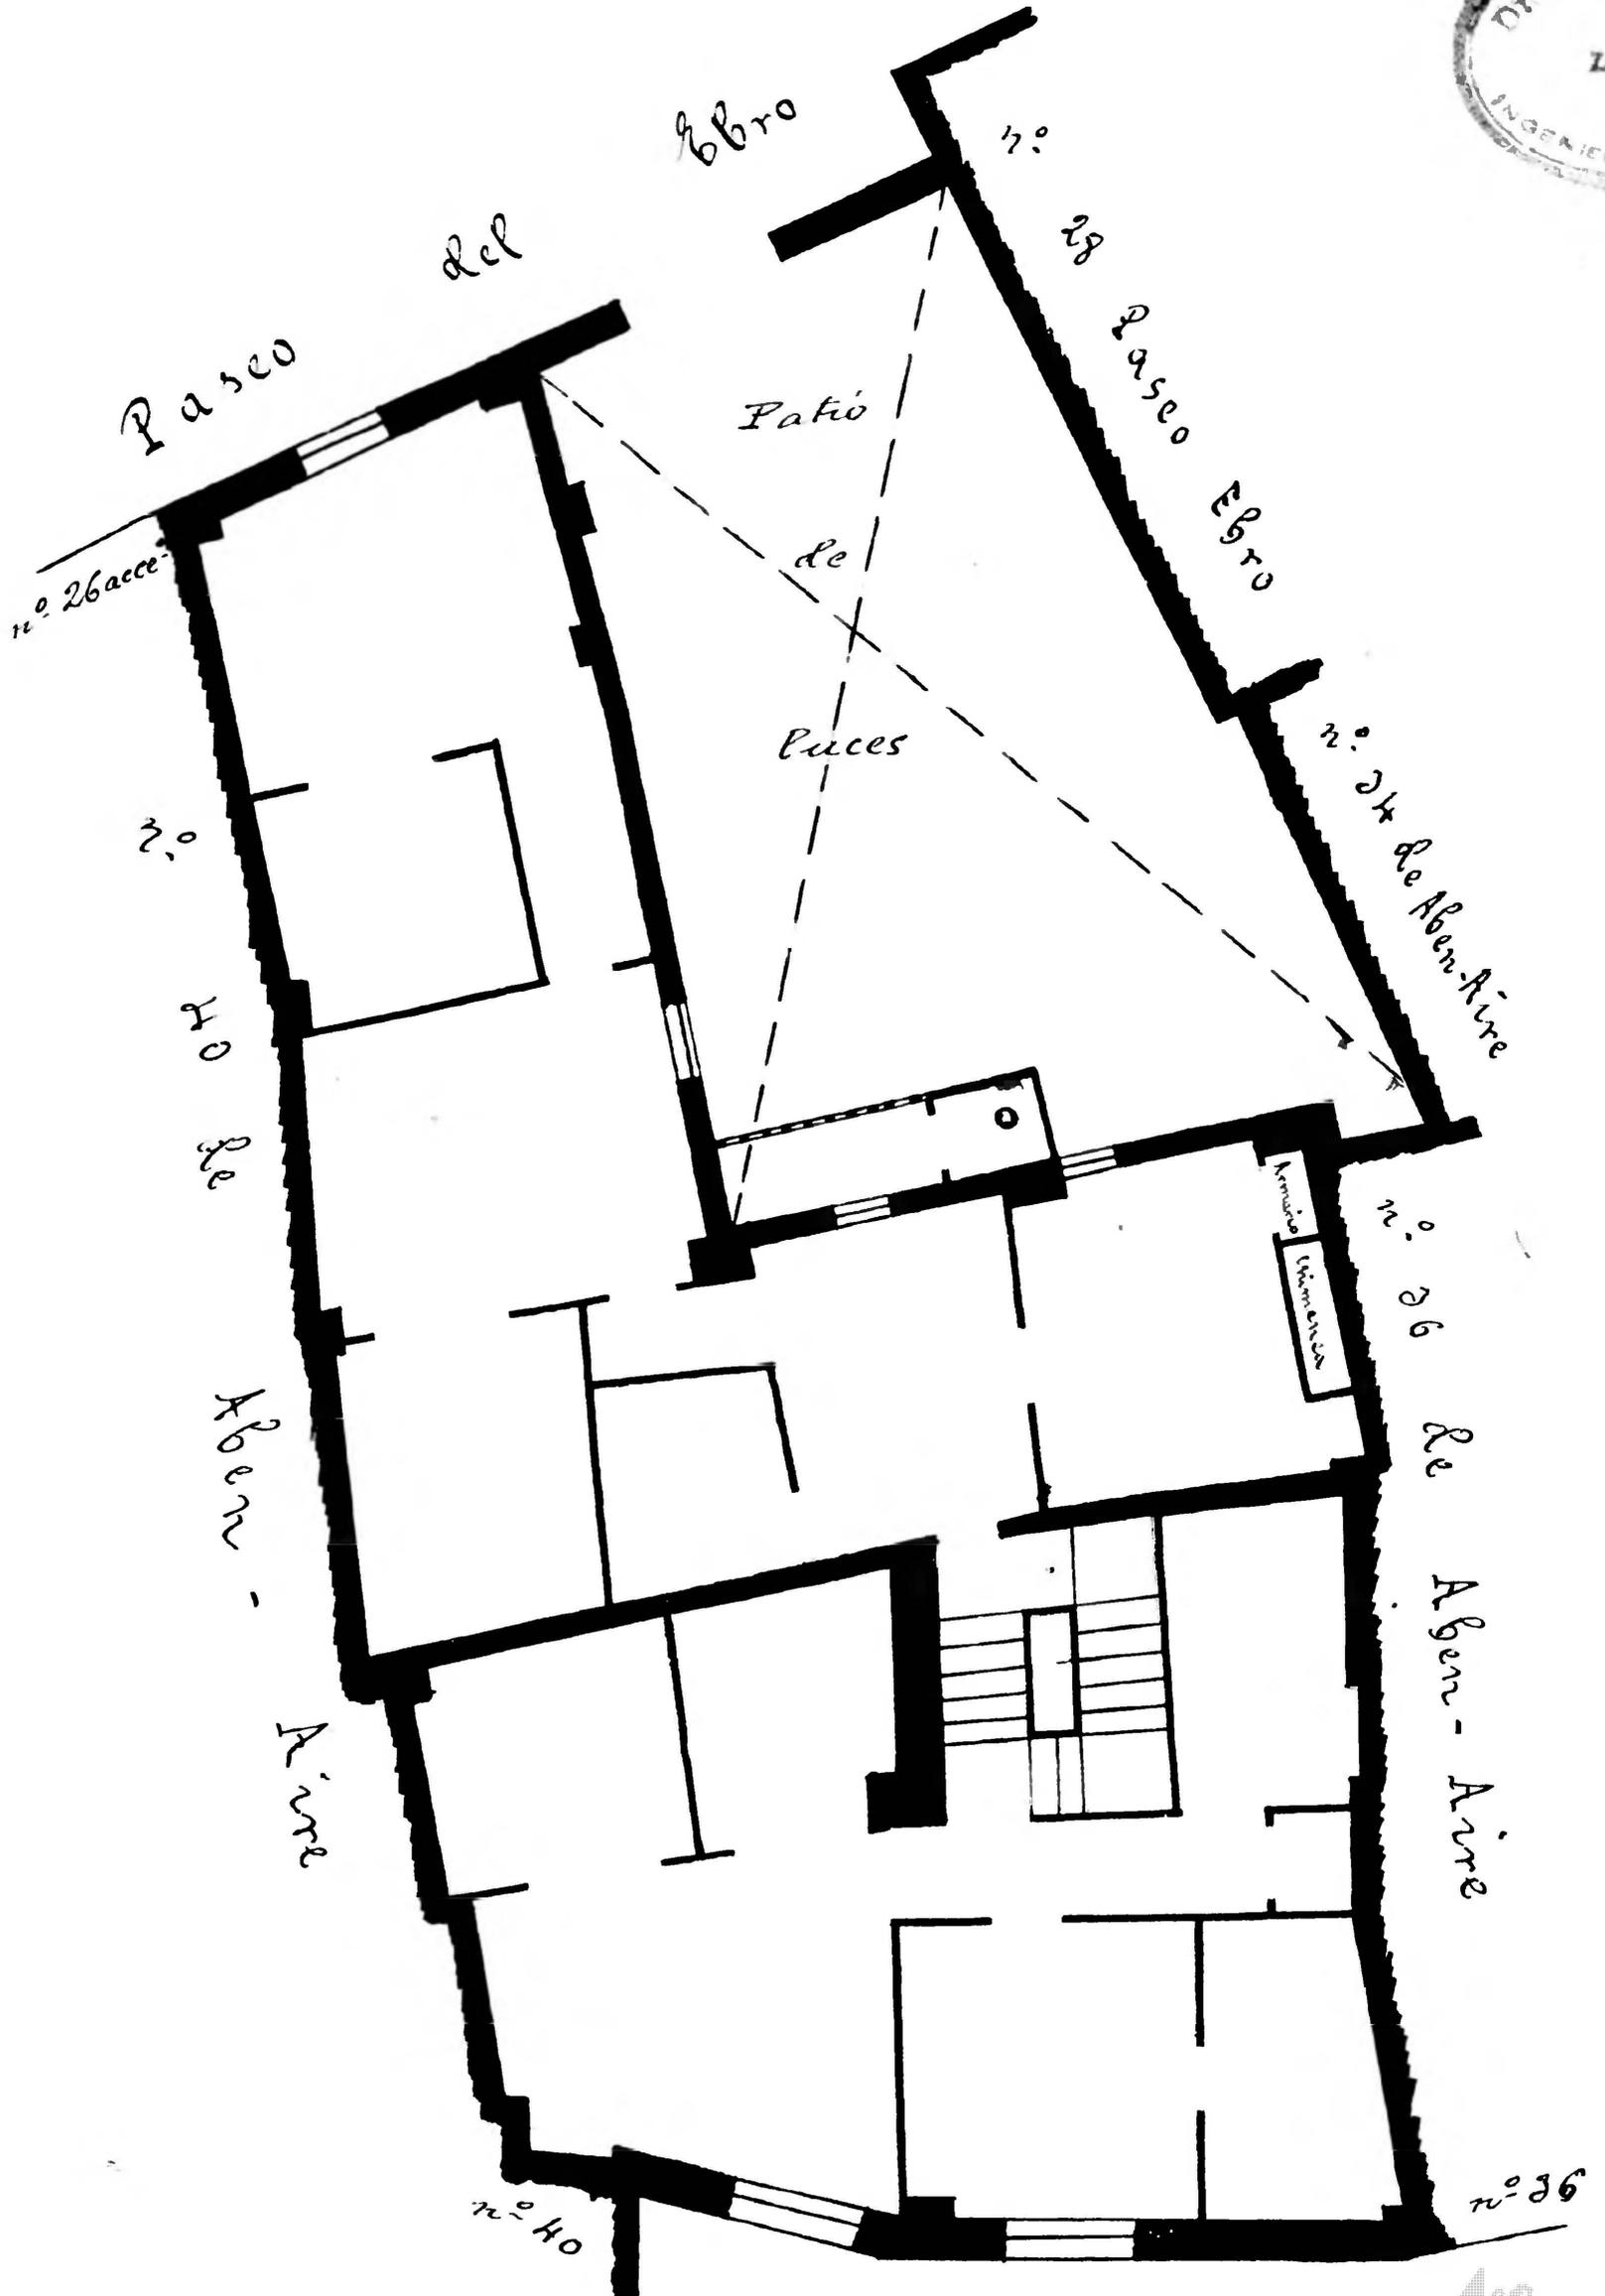 Paseo del Ebro
nº 28 Paseo Ebro
nº 26 acce
Patio
de
luces
nº 34 de Aben-Aire
nº 40 de Aben-Aire
Armario
Chimenea
nº 36 de Aben-Aire
nº 40
nº 36
INGENIE